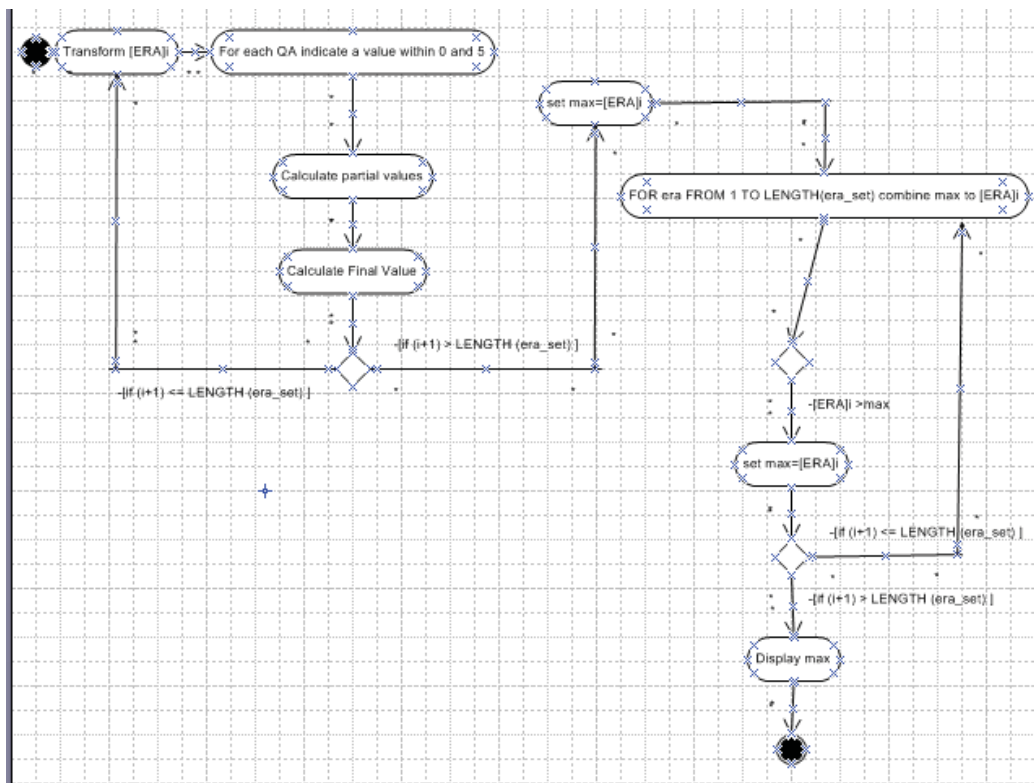 Transform [ERA]i
For each QA indicate a value within 0 and 5
set max=[ERA]i
Calculate partial values
FOR era FROM 1 TO LENGTH(era_set) combine max to [ERA]i
Calculate Final Value
-[if (i+1) > LENGTH (era_set) ]
-[if (i+1) <= LENGTH (era_set) ]
-[ERA]i >max
set max=[ERA]i
-[if (i+1) <= LENGTH (era_set) ]
-[if (i+1) > LENGTH (era_set) ]
Display max